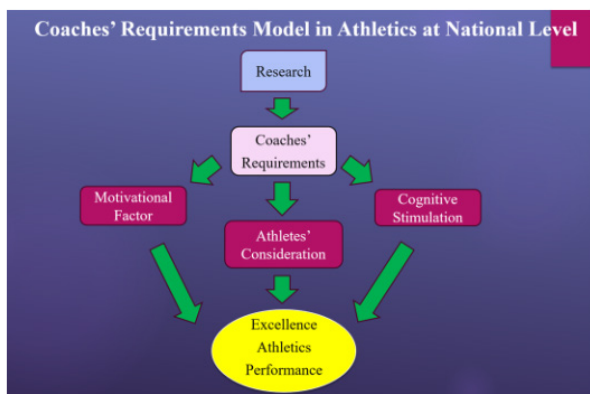 Coaches' Requirements Model in Athletics at National Level
Research
Coaches'
Requirements
Motivational
Factor
Cognitive
Stimulation
Athletes'
Consideration
Excellence
Athletics
Performance